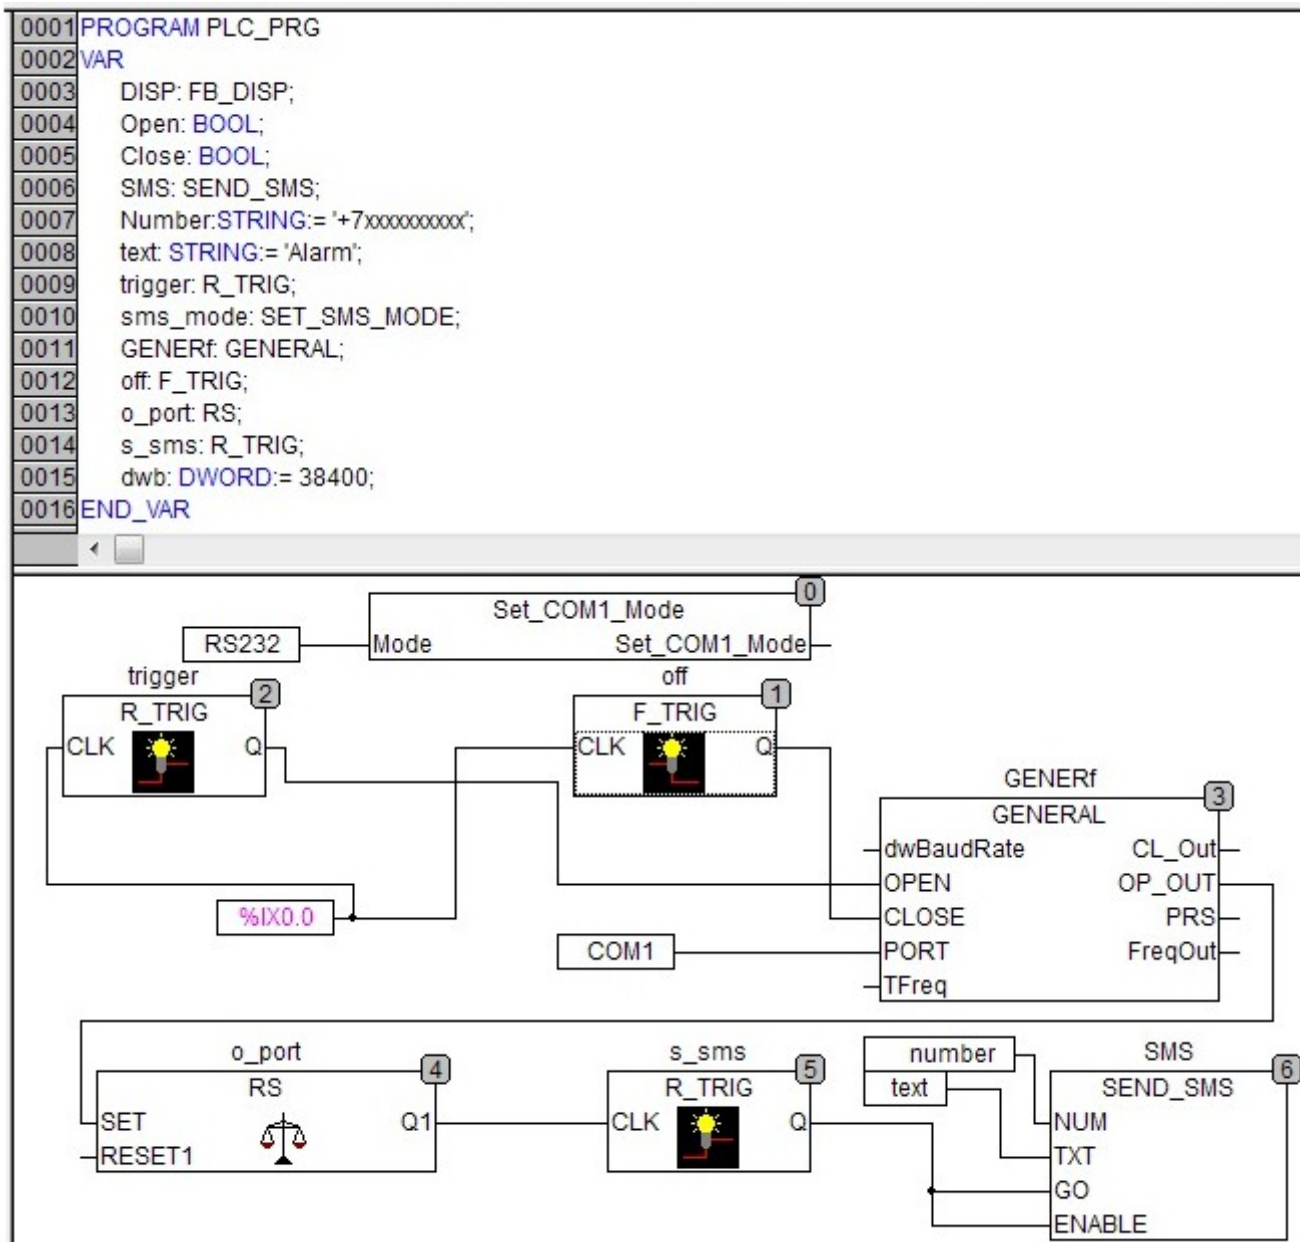 0001 PROGRAM PLC_PRG
0002 VAR
0003 DISP: FB_DISP;
0004 Open: BOOL;
0005 Close: BOOL;
0006 SMS: SEND_SMS;
0007 Number:STRING:= '+7xxxxxxxxxx';
0008 text: STRING:= 'Alarm';
0009 trigger: R_TRIG;
0010 sms_mode: SET_SMS_MODE;
0011 GENERf: GENERAL;
0012 off: F_TRIG;
0013 o_port: RS;
0014 s_sms: R_TRIG;
0015 dwb: DWORD:= 38400;
0016 END_VAR
0
Set_COM1_Mode
RS232 Mode Set_COM1_Mode
trigger off
2 1
R_TRIG F_TRIG
CLK Q CLK Q
GENERf
3
GENERAL
dwBaudRate CL_Out
OPEN OP_OUT
%IX0.0 CLOSE PRS
COM1 PORT FreqOut
TFreq
o_port s_sms number SMS
4 5 6
RS R_TRIG text SEND_SMS
SET Q1 CLK Q NUM
RESET1 TXT
GO
ENABLE